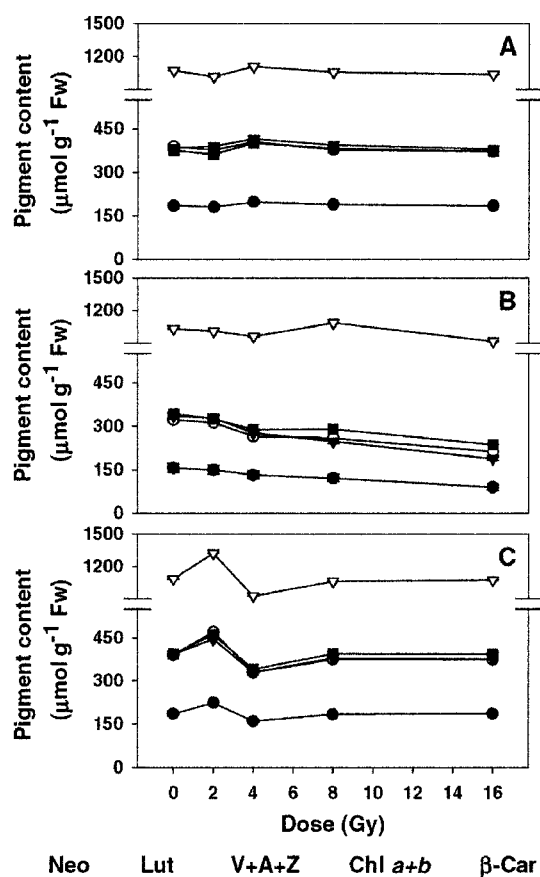 1500
A
1200
450
300
150
0
Pigment content
(µmol g⁻¹ Fw)
1500
B
1200
450
300
150
0
Pigment content
(µmol g⁻¹ Fw)
1500
C
1200
450
300
150
0
Pigment content
(µmol g⁻¹ Fw)
0 2 4 6 8 10 12 14 16
Dose (Gy)
Neo Lut V+A+Z Chl a+b β-Car